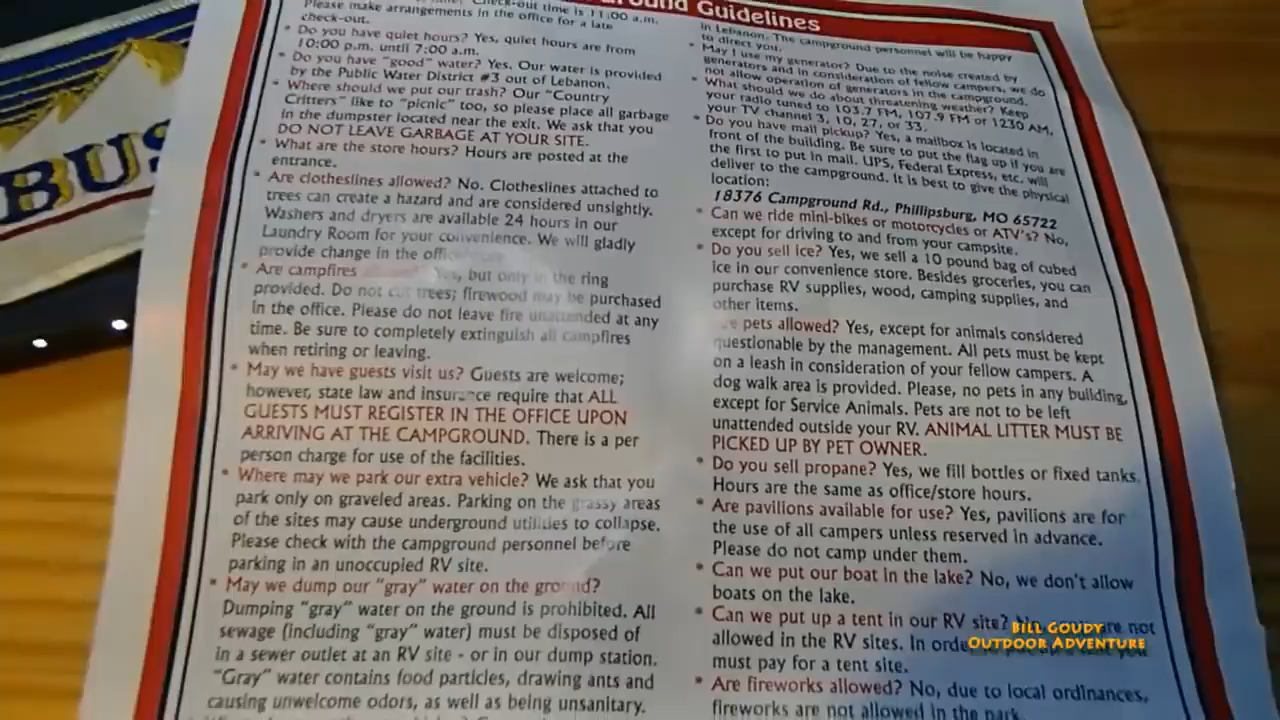 BUS
ound Guidelines
Check-out time is 11:00 a.m.
Please make arrangements in the office for a late
check-out.
* Do you have quiet hours? Yes, quiet hours are from
10:00 p.m. until 7:00 a.m.
* Do you have "good" water? Yes. Our water is provided
by the Public Water District #3 out of Lebanon.
* Where should we put our trash? Our "Country
Critters" like to "picnic" too, so please place all garbage
in the dumpster located near the exit. We ask that you
DO NOT LEAVE GARBAGE AT YOUR SITE.
* What are the store hours? Hours are posted at the
entrance.
* Are clotheslines allowed? No. Clotheslines attached to
trees can create a hazard and are considered unsightly.
Washers and dryers are available 24 hours in our
Laundry Room for your convenience. We will gladly
provide change in the office
* Are campfires Yes, but only in the ring
provided. Do not cut trees; firewood may be purchased
in the office. Please do not leave fire unattended at any
time. Be sure to completely extinguish all campfires
when retiring or leaving.
* May we have guests visit us? Guests are welcome;
however, state law and insurance require that ALL
GUESTS MUST REGISTER IN THE OFFICE UPON
ARRIVING AT THE CAMPGROUND. There is a per
person charge for use of the facilities.
* Where may we park our extra vehicle? We ask that you
park only on graveled areas. Parking on the grassy areas
of the sites may cause underground utilities to collapse.
Please check with the campground personnel before
parking in an unoccupied RV site.
* May we dump our "gray" water on the ground?
Dumping "gray" water on the ground is prohibited. All
sewage (including "gray" water) must be disposed of
in a sewer outlet at an RV site - or in our dump station.
"Gray" water contains food particles, drawing ants and
causing unwelcome odors, as well as being unsanitary.
in Lebanon. The campground personnel will be happy
to direct you.
* May I use my generator? Due to the noise created by
generators and in consideration of fellow campers, we do
not allow operation of generators in the campground.
* What should we do about threatening weather? Keep
your radio tuned to 103.7 FM, 107.9 FM or 1230 AM,
your TV channel 3, 10, 27, or 33.
* Do you have mail pickup? Yes, a mailbox is located in
front of the building. Be sure to put the flag up if you are
the first to put in mail. UPS, Federal Express, etc. will
deliver to the campground. It is best to give the physical
location:
18376 Campground Rd., Phillipsburg, MO 65722
* Can we ride mini-bikes or motorcycles or ATV's? No,
except for driving to and from your campsite.
* Do you sell ice? Yes, we sell a 10 pound bag of cubed
ice in our convenience store. Besides groceries, you can
purchase RV supplies, wood, camping supplies, and
other items.
pets allowed? Yes, except for animals considered
questionable by the management. All pets must be kept
on a leash in consideration of your fellow campers. A
dog walk area is provided. Please, no pets in any building,
except for Service Animals. Pets are not to be left
unattended outside your RV. ANIMAL LITTER MUST BE
PICKED UP BY PET OWNER.
* Do you sell propane? Yes, we fill bottles or fixed tanks.
Hours are the same as office/store hours.
* Are pavilions available for use? Yes, pavilions are for
the use of all campers unless reserved in advance.
Please do not camp under them.
* Can we put our boat in the lake? No, we don't allow
boats on the lake.
* Can we put up a tent in our RV site? are not
allowed in the RV sites. In order you
must pay for a tent site.
* Are fireworks allowed? No, due to local ordinances,
fireworks are not allowed in the park.
BILL GOUDY
OUTDOOR ADVENTURE